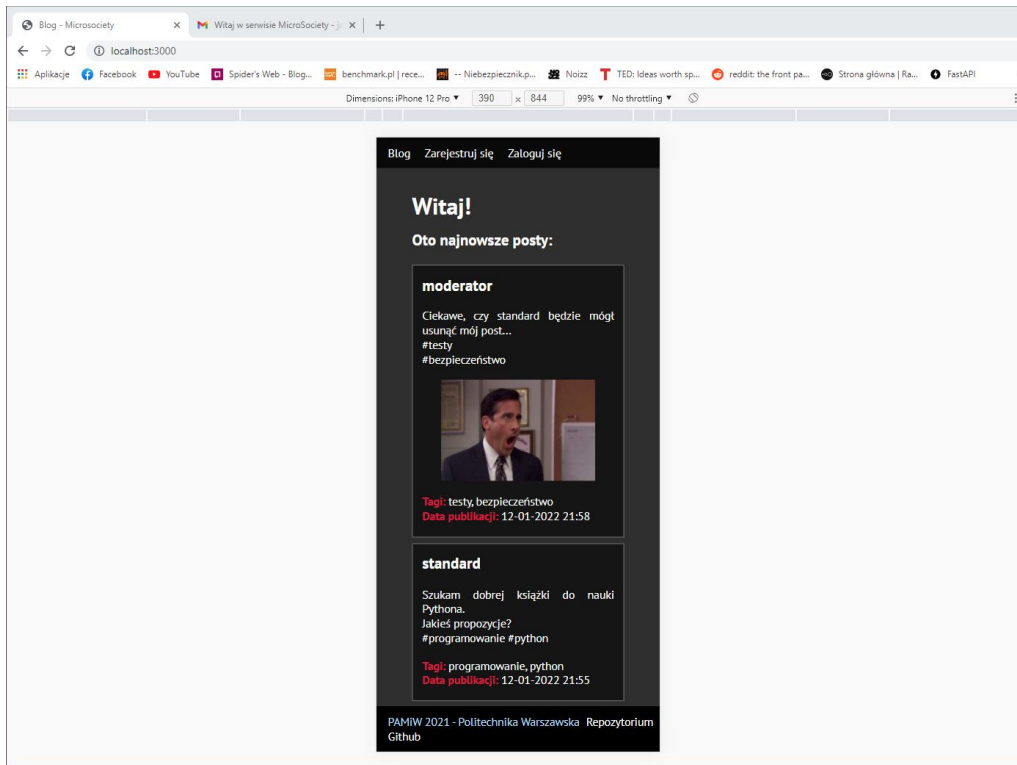 Blog - Microsociety
Witaj w serwisie MicroSociety - ja
localhost:3000
Aplikacje Facebook YouTube Spider's Web - Blog... benchmark.pl | rece... -- Niebezpiecznik.p... Noizz TED: Ideas worth sp... reddit: the front pa... Strona główna | Ra... FastAPI
Dimensions: iPhone 12 Pro ▼ 390 x 844 99% ▼ No throttling ▼
Blog Zarejestruj się Zaloguj się
Witaj!
Oto najnowsze posty:
moderator
Ciekawe, czy standard będzie mógł
usunąć mój post...
#testy
#bezpieczeństwo
Tagi: testy, bezpieczeństwo
Data publikacji: 12-01-2022 21:58
standard
Szukam dobrej książki do nauki
Pythona.
Jakieś propozycje?
#programowanie #python
Tagi: programowanie, python
Data publikacji: 12-01-2022 21:55
PAMiW 2021 - Politechnika Warszawska Repozytorium
Github